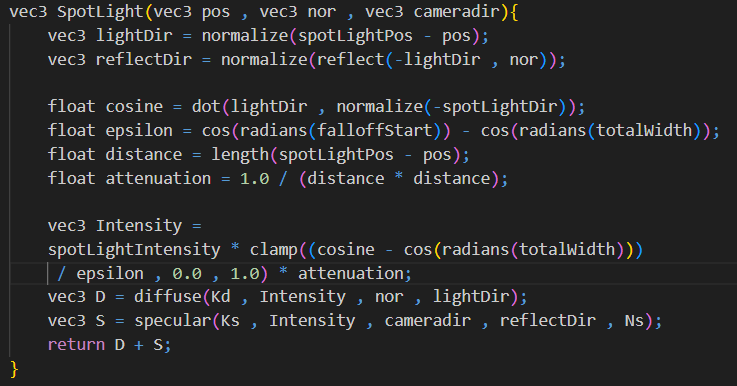 vec3 SpotLight(vec3 pos , vec3 nor , vec3 cameradir){
    vec3 lightDir = normalize(spotLightPos - pos);
    vec3 reflectDir = normalize(reflect(-lightDir , nor));

    float cosine = dot(lightDir , normalize(-spotLightDir));
    float epsilon = cos(radians(falloffStart)) - cos(radians(totalWidth));
    float distance = length(spotLightPos - pos);
    float attenuation = 1.0 / (distance * distance);

    vec3 Intensity =
    spotLightIntensity * clamp((cosine - cos(radians(totalWidth)))
     / epsilon , 0.0 , 1.0) * attenuation;
    vec3 D = diffuse(Kd , Intensity , nor , lightDir);
    vec3 S = specular(Ks , Intensity , cameradir , reflectDir , Ns);
    return D + S;
}